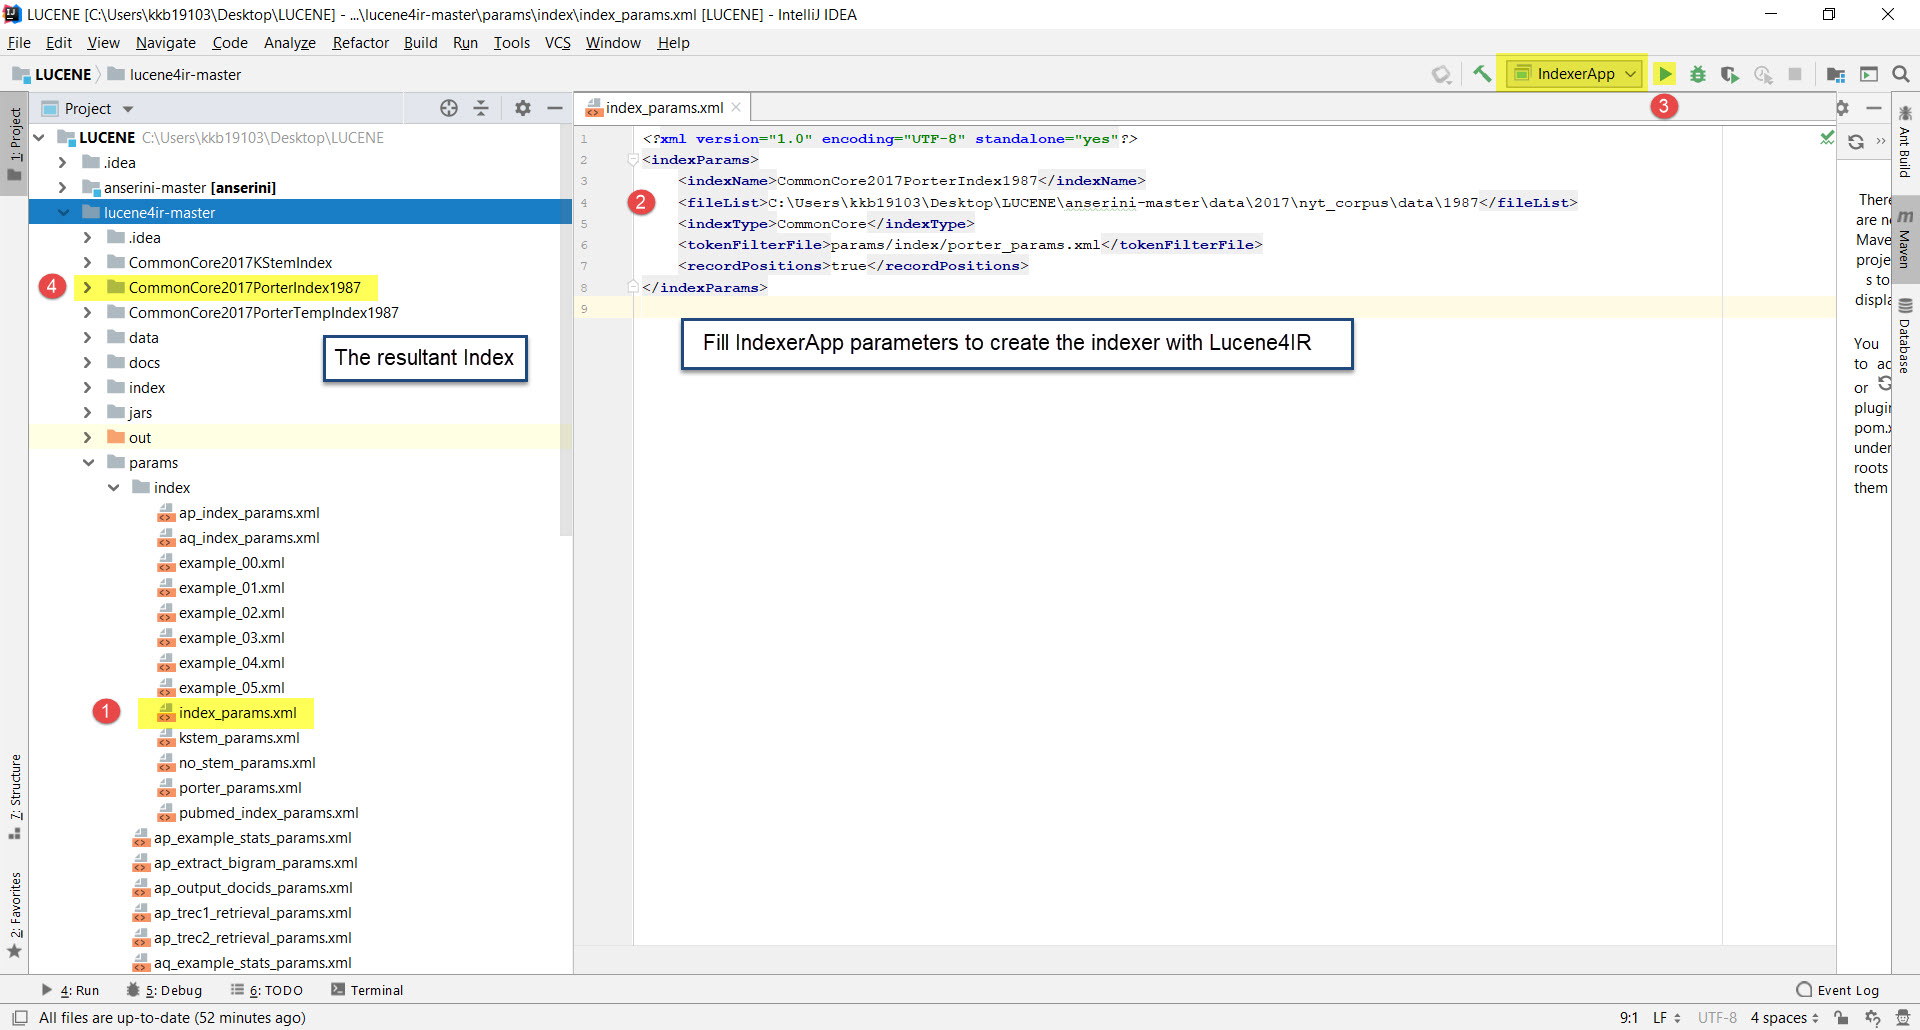 LUCENE [C:\Users\kkb19103\Desktop\LUCENE] - ...\lucene4ir-master\params\index\index_params.xml [LUCENE] - IntelliJ IDEA
File Edit View Navigate Code Analyze Refactor Build Run Tools VCS Window Help
LUCENE lucene4ir-master
IndexerApp
3
1: Project
Project
LUCENE C:\Users\kkb19103\Desktop\LUCENE
.idea
anserini-master [anserini]
lucene4ir-master
.idea
CommonCore2017KStemIndex
4 CommonCore2017PorterIndex1987
CommonCore2017PorterTempIndex1987
data
docs
index
jars
out
params
index
ap_index_params.xml
aq_index_params.xml
example_00.xml
example_01.xml
example_02.xml
example_03.xml
example_04.xml
example_05.xml
1 index_params.xml
kstem_params.xml
no_stem_params.xml
porter_params.xml
pubmed_index_params.xml
ap_example_stats_params.xml
ap_extract_bigram_params.xml
ap_output_docids_params.xml
ap_trec1_retrieval_params.xml
ap_trec2_retrieval_params.xml
aq_example_stats_params.xml
The resultant Index
7: Structure
2: Favorites
index_params.xml
1 <?xml version="1.0" encoding="UTF-8" standalone="yes"?>
2 <indexParams>
3 <indexName>CommonCore2017PorterIndex1987</indexName>
4 2 <fileList>C:\Users\kkb19103\Desktop\LUCENE\anserini-master\data\2017\nyt_corpus\data\1987</fileList>
5 <indexType>CommonCore</indexType>
6 <tokenFilterFile>params/index/porter_params.xml</tokenFilterFile>
7 <recordPositions>true</recordPositions>
8 </indexParams>
9
Fill IndexerApp parameters to create the indexer with Lucene4IR
There
are no
Mave
proje
s to
displa
You
to ad
or
plugin
pom.x
under
roots
them
Ant Build
m Maven
Database
4: Run 5: Debug 6: TODO Terminal Event Log
All files are up-to-date (52 minutes ago) 9:1 LF UTF-8 4 spaces